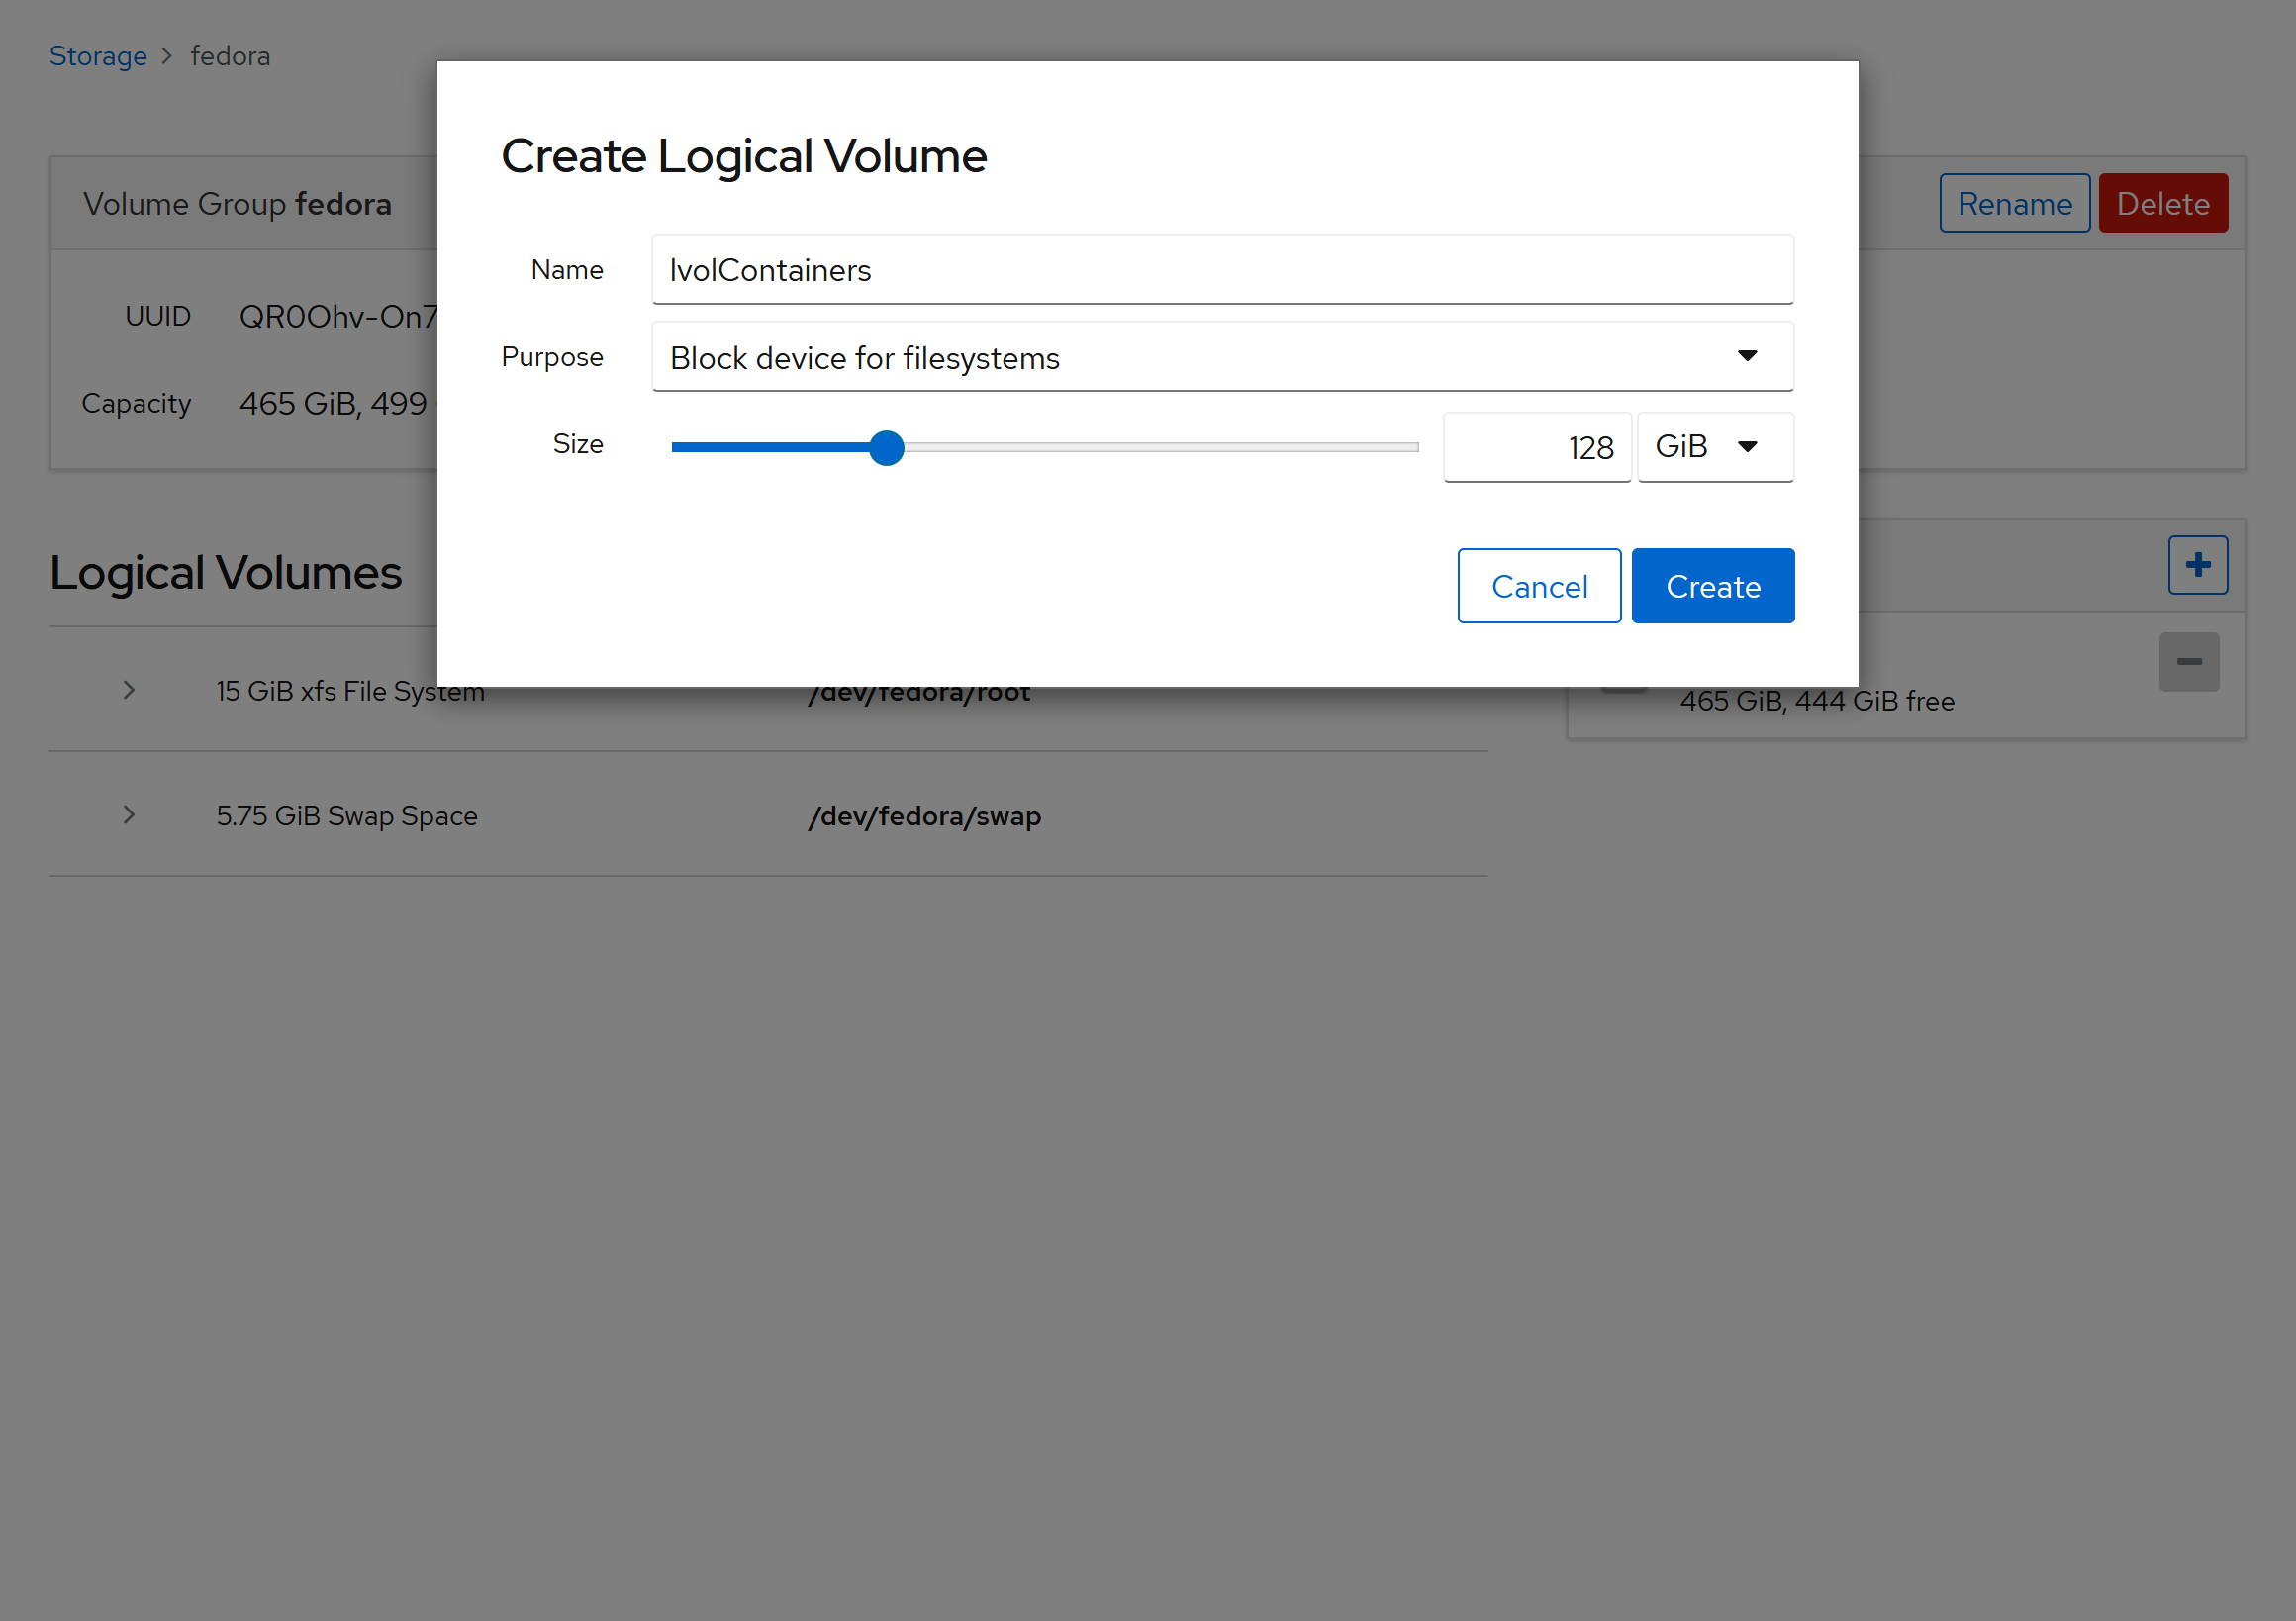 Storage > fedora
Create Logical Volume
Volume Group fedora
Rename
Delete
Name
lvolContainers
UUID
QR0Ohv-On7
Purpose
Block device for filesystems
Capacity
465 GiB, 499
Size
128
GiB
Cancel
Create
Logical Volumes
15 GiB xfs File System
/dev/fedora/root
465 GiB, 444 GiB free
5.75 GiB Swap Space
/dev/fedora/swap